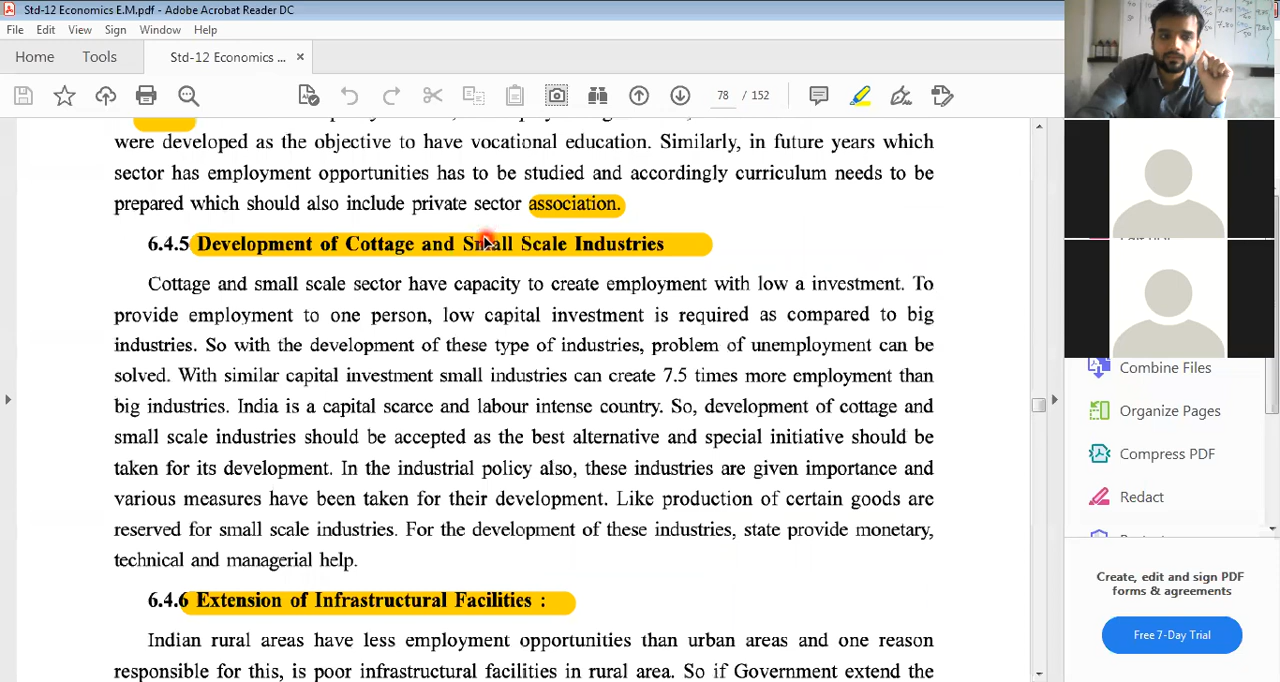 Std-12 Economics E.M.pdf - Adobe Acrobat Reader DC
File Edit View Sign Window Help
Home Tools Std-12 Economics ... ×
78 / 152
were developed as the objective to have vocational education. Similarly, in future years which
sector has employment opportunities has to be studied and accordingly curriculum needs to be
prepared which should also include private sector association.
6.4.5 Development of Cottage and Small Scale Industries
Cottage and small scale sector have capacity to create employment with low a investment. To
provide employment to one person, low capital investment is required as compared to big
industries. So with the development of these type of industries, problem of unemployment can be
solved. With similar capital investment small industries can create 7.5 times more employment than
big industries. India is a capital scarce and labour intense country. So, development of cottage and
small scale industries should be accepted as the best alternative and special initiative should be
taken for its development. In the industrial policy also, these industries are given importance and
various measures have been taken for their development. Like production of certain goods are
reserved for small scale industries. For the development of these industries, state provide monetary,
technical and managerial help.
6.4.6 Extension of Infrastructural Facilities :
Indian rural areas have less employment opportunities than urban areas and one reason
responsible for this, is poor infrastructural facilities in rural area. So if Government extend the
Combine Files
Organize Pages
Compress PDF
Redact
Create, edit and sign PDF
forms & agreements
Free 7-Day Trial